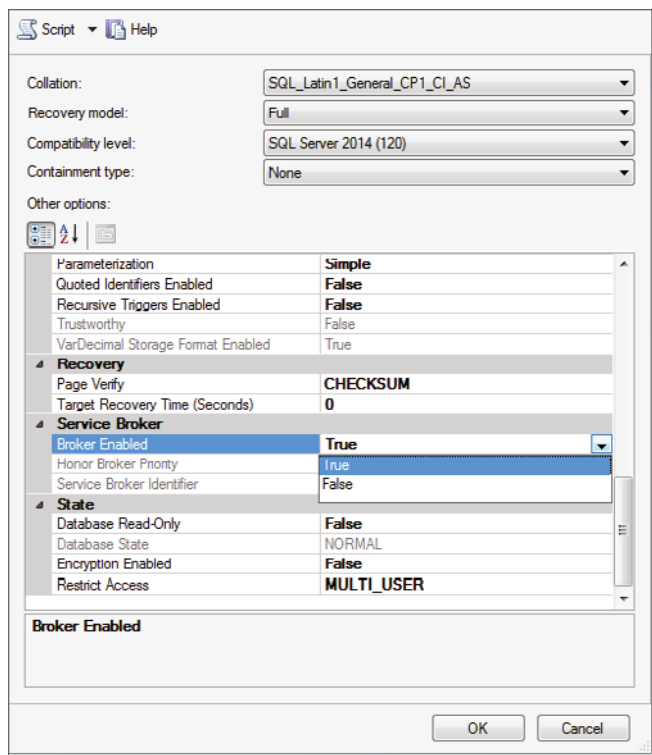 Script Help
Collation: SQL_Latin1_General_CP1_CI_AS
Recovery model: Full
Compatibility level: SQL Server 2014 (120)
Containment type: None
Other options:
Parameterization Simple
Quoted Identifiers Enabled False
Recursive Triggers Enabled False
Trustworthy False
VarDecimal Storage Format Enabled True
Recovery
Page Verify CHECKSUM
Target Recovery Time (Seconds) 0
Service Broker
Broker Enabled True
Honor Broker Priority True
Service Broker Identifier False
State
Database Read-Only False
Database State NORMAL
Encryption Enabled False
Restrict Access MULTI_USER
Broker Enabled
OK Cancel